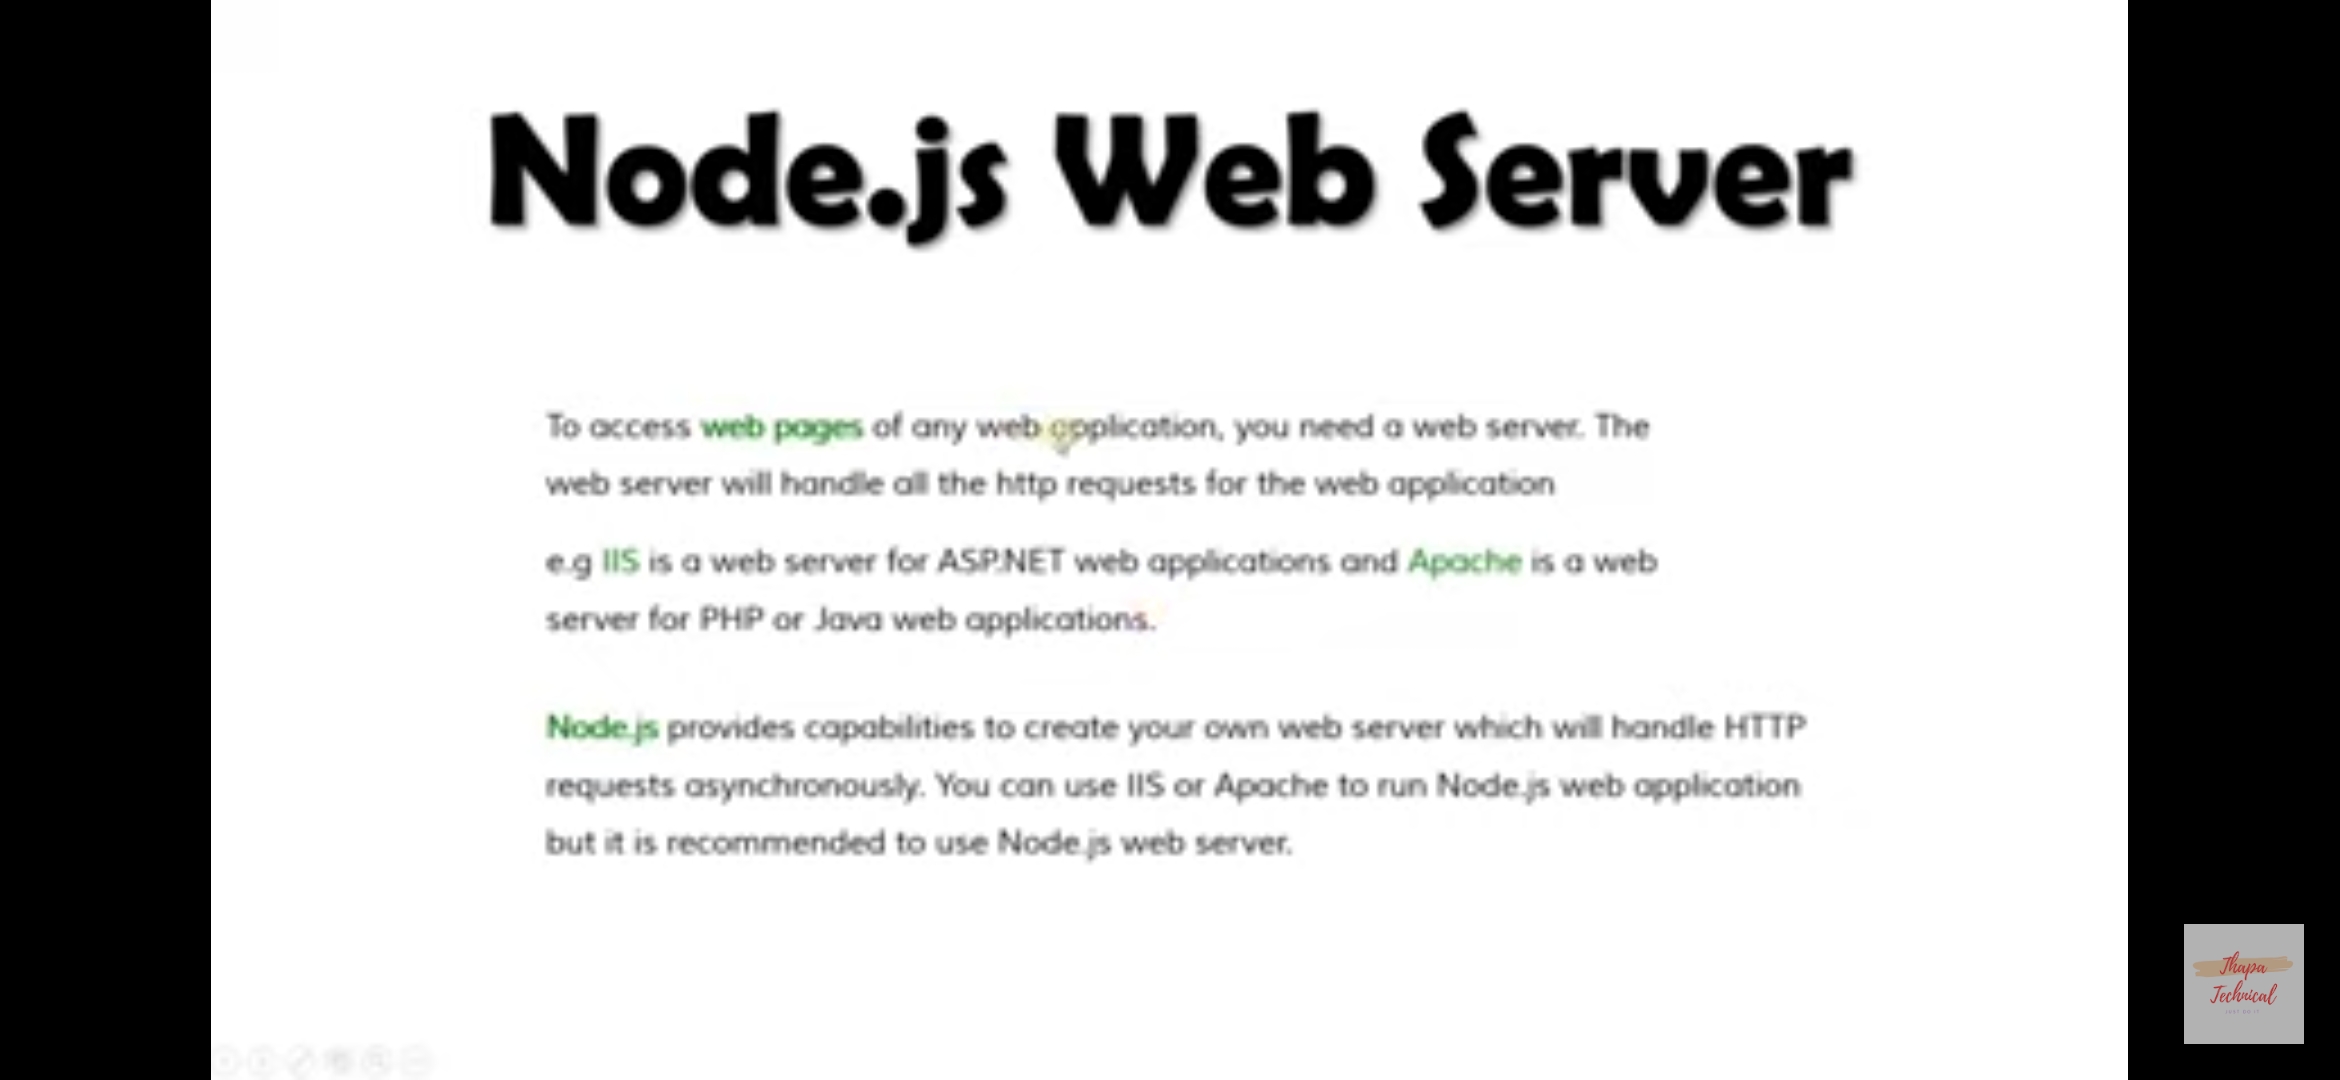 Node.js Web Server
To access web pages of any web application, you need a web server. The
web server will handle all the http requests for the web application
e.g IIS is a web server for ASP.NET web applications and Apache is a web
server for PHP or Java web applications.
Node.js provides capabilities to create your own web server which will handle HTTP
requests asynchronously. You can use IIS or Apache to run Node.js web application
but it is recommended to use Node.js web server.
Thapa
Technical